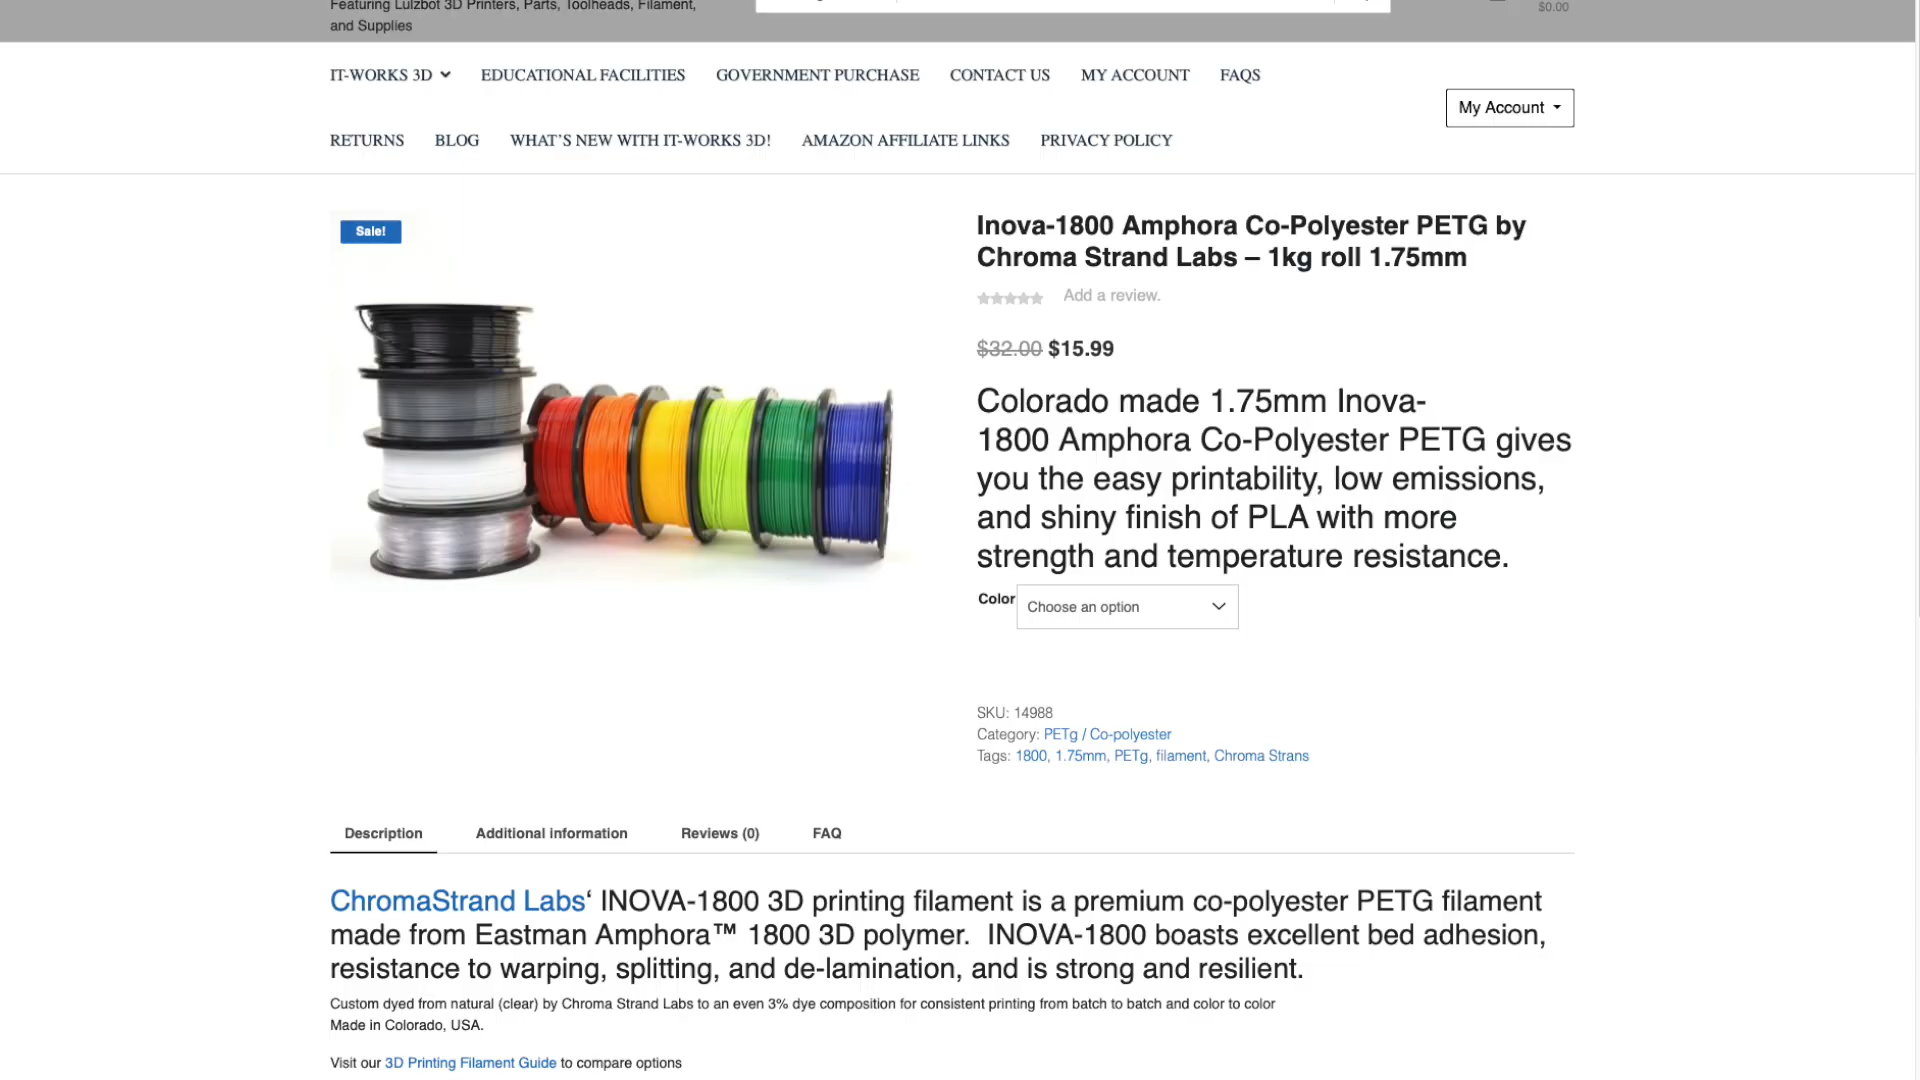 Featuring Lulzbot 3D Printers, Parts, Toolheads, Filament,
and Supplies
$0.00
IT-WORKS 3D
EDUCATIONAL FACILITIES
GOVERNMENT PURCHASE
CONTACT US
MY ACCOUNT
FAQS
My Account
RETURNS
BLOG
WHAT’S NEW WITH IT-WORKS 3D!
AMAZON AFFILIATE LINKS
PRIVACY POLICY
Sale!
Inova-1800 Amphora Co-Polyester PETG by
Chroma Strand Labs – 1kg roll 1.75mm
Add a review.
$32.00 $15.99
Colorado made 1.75mm Inova-
1800 Amphora Co-Polyester PETG gives
you the easy printability, low emissions,
and shiny finish of PLA with more
strength and temperature resistance.
Color
Choose an option
SKU: 14988
Category: PETg / Co-polyester
Tags: 1800, 1.75mm, PETg, filament, Chroma Strans
Description
Additional information
Reviews (0)
FAQ
ChromaStrand Labs‘ INOVA-1800 3D printing filament is a premium co-polyester PETG filament
made from Eastman Amphora™ 1800 3D polymer. INOVA-1800 boasts excellent bed adhesion,
resistance to warping, splitting, and de-lamination, and is strong and resilient.
Custom dyed from natural (clear) by Chroma Strand Labs to an even 3% dye composition for consistent printing from batch to batch and color to color
Made in Colorado, USA.
Visit our 3D Printing Filament Guide to compare options